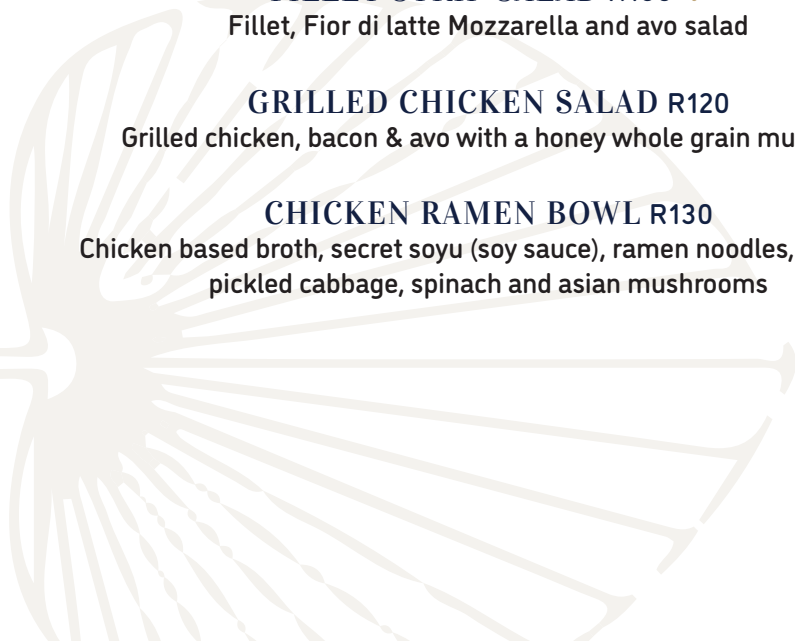 Fillet, Fior di latte Mozzarella and avo salad
GRILLED CHICKEN SALAD R120
Grilled chicken, bacon & avo with a honey whole grain
CHICKEN RAMEN BOWL R130
Chicken based broth, secret soyu (soy sauce), ramen noodles,
pickled cabbage, spinach and asian mushrooms